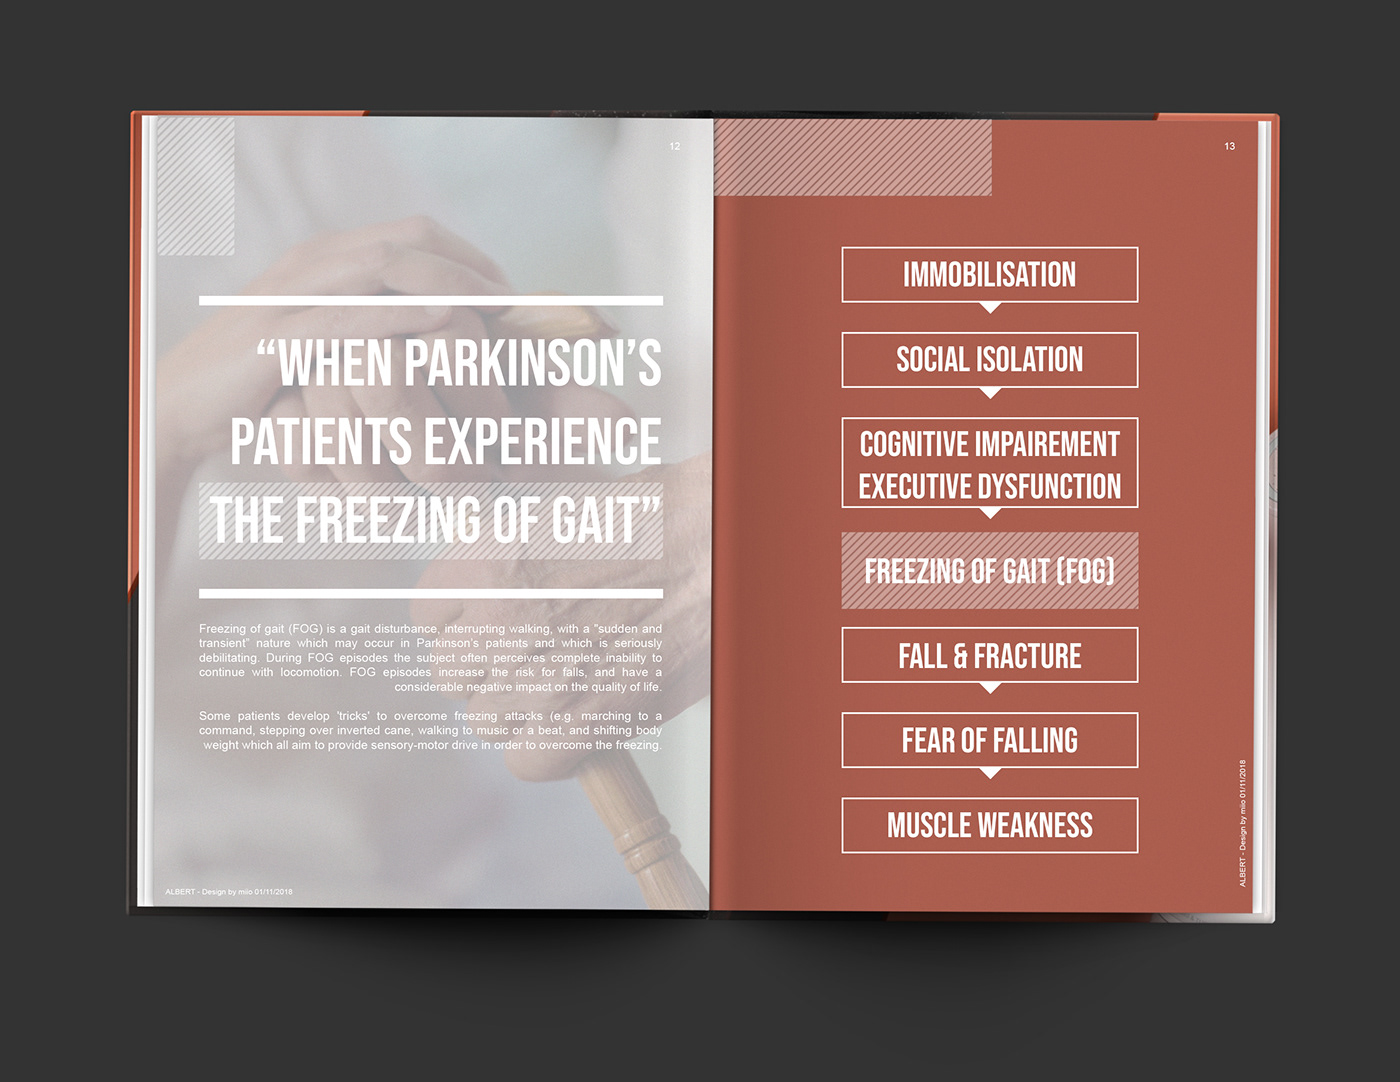 12
“WHEN PARKINSON’S
PATIENTS EXPERIENCE
THE FREEZING OF GAIT”
Freezing of gait (FOG) is a gait disturbance, interrupting walking, with a "sudden and
transient" nature which may occur in Parkinson's patients and which is seriously
debilitating. During FOG episodes the subject often perceives complete inability to
continue with locomotion. FOG episodes increase the risk for falls, and have a
considerable negative impact on the quality of life.
Some patients develop 'tricks' to overcome freezing attacks (e.g. marching to a
command, stepping over inverted cane, walking to music or a beat, and shifting body
weight which all aim to provide sensory-motor drive in order to overcome the freezing.
ALBERT - Design by miio 01/11/2018
13
IMMOBILISATION
SOCIAL ISOLATION
COGNITIVE IMPAIREMENT
EXECUTIVE DYSFUNCTION
FREEZING OF GAIT (FOG)
FALL & FRACTURE
FEAR OF FALLING
MUSCLE WEAKNESS
ALBERT - Design by miio 01/11/2018